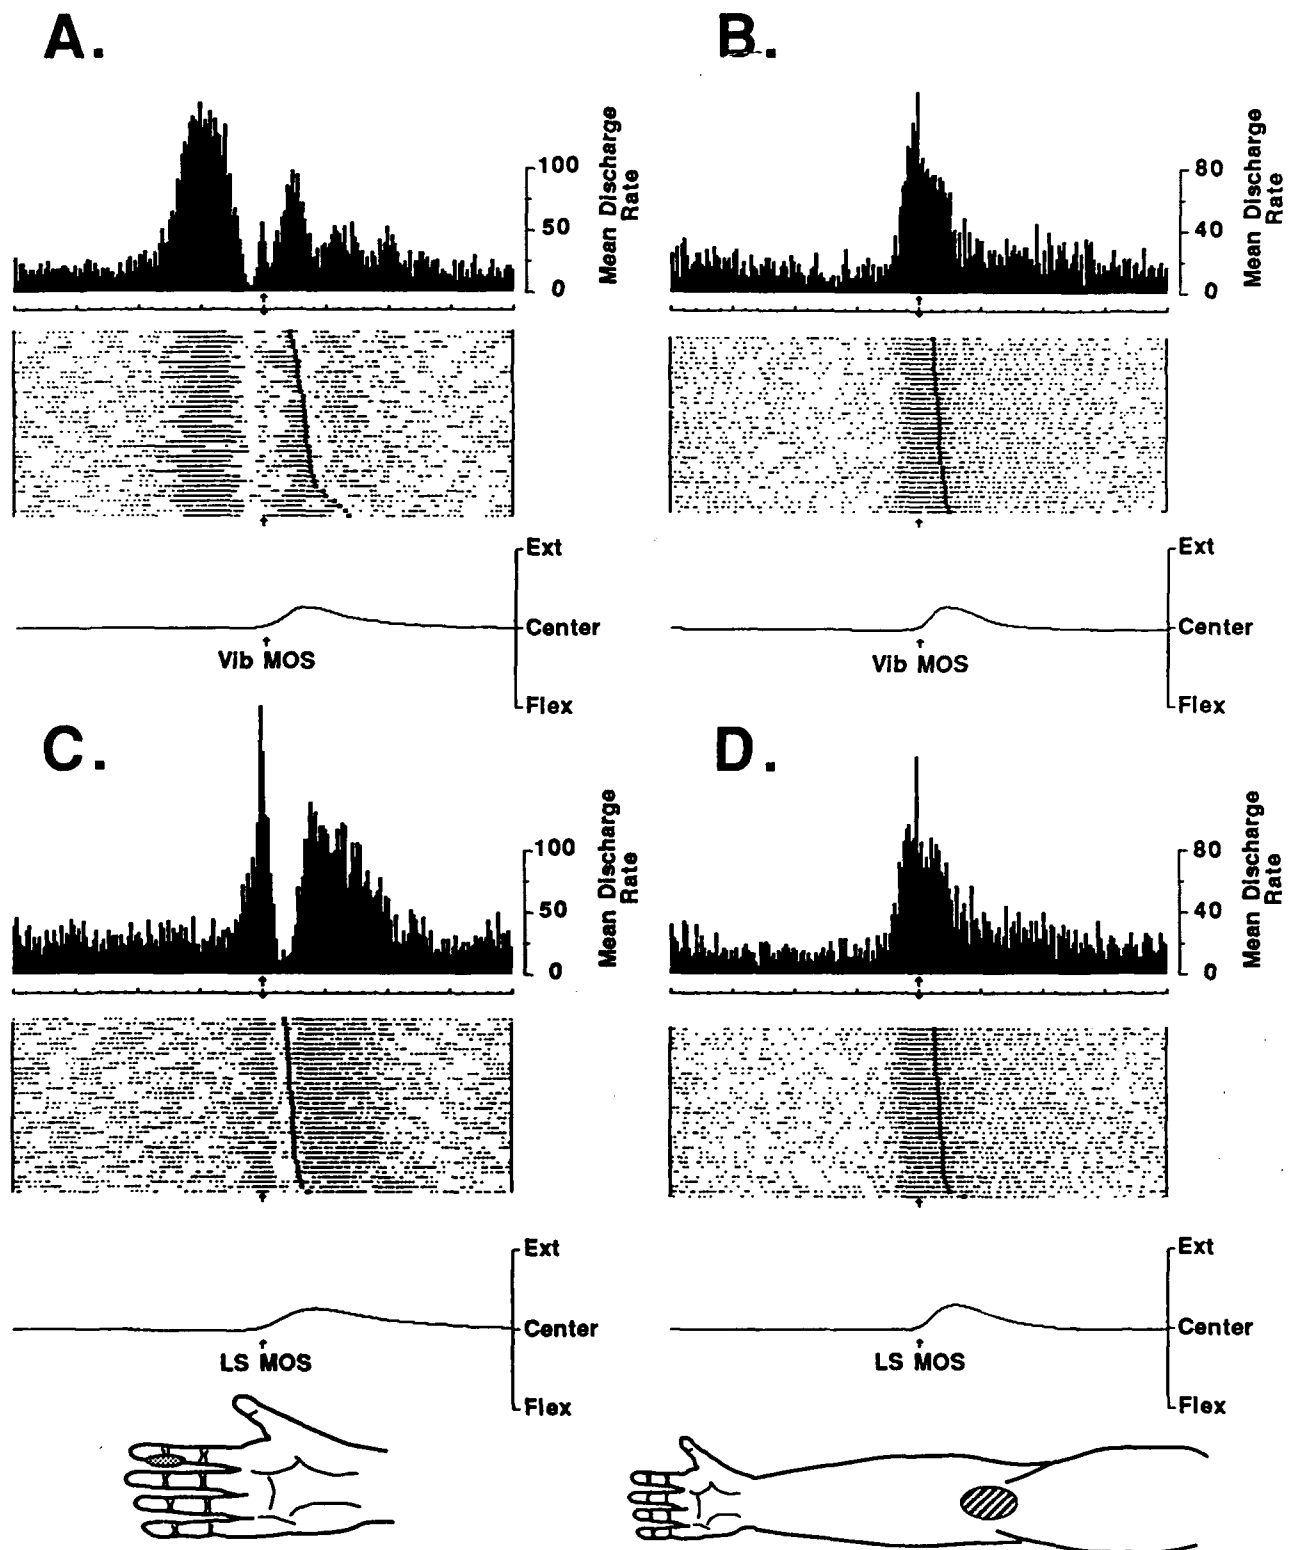 A.
B.
Mean Discharge
Rate
100
50
0
Mean Discharge
Rate
80
40
0
Ext
Center
Flex
Vib MOS
Ext
Center
Flex
Vib MOS
C.
D.
Mean Discharge
Rate
100
50
0
Mean Discharge
Rate
80
40
0
Ext
Center
Flex
LS MOS
Ext
Center
Flex
LS MOS